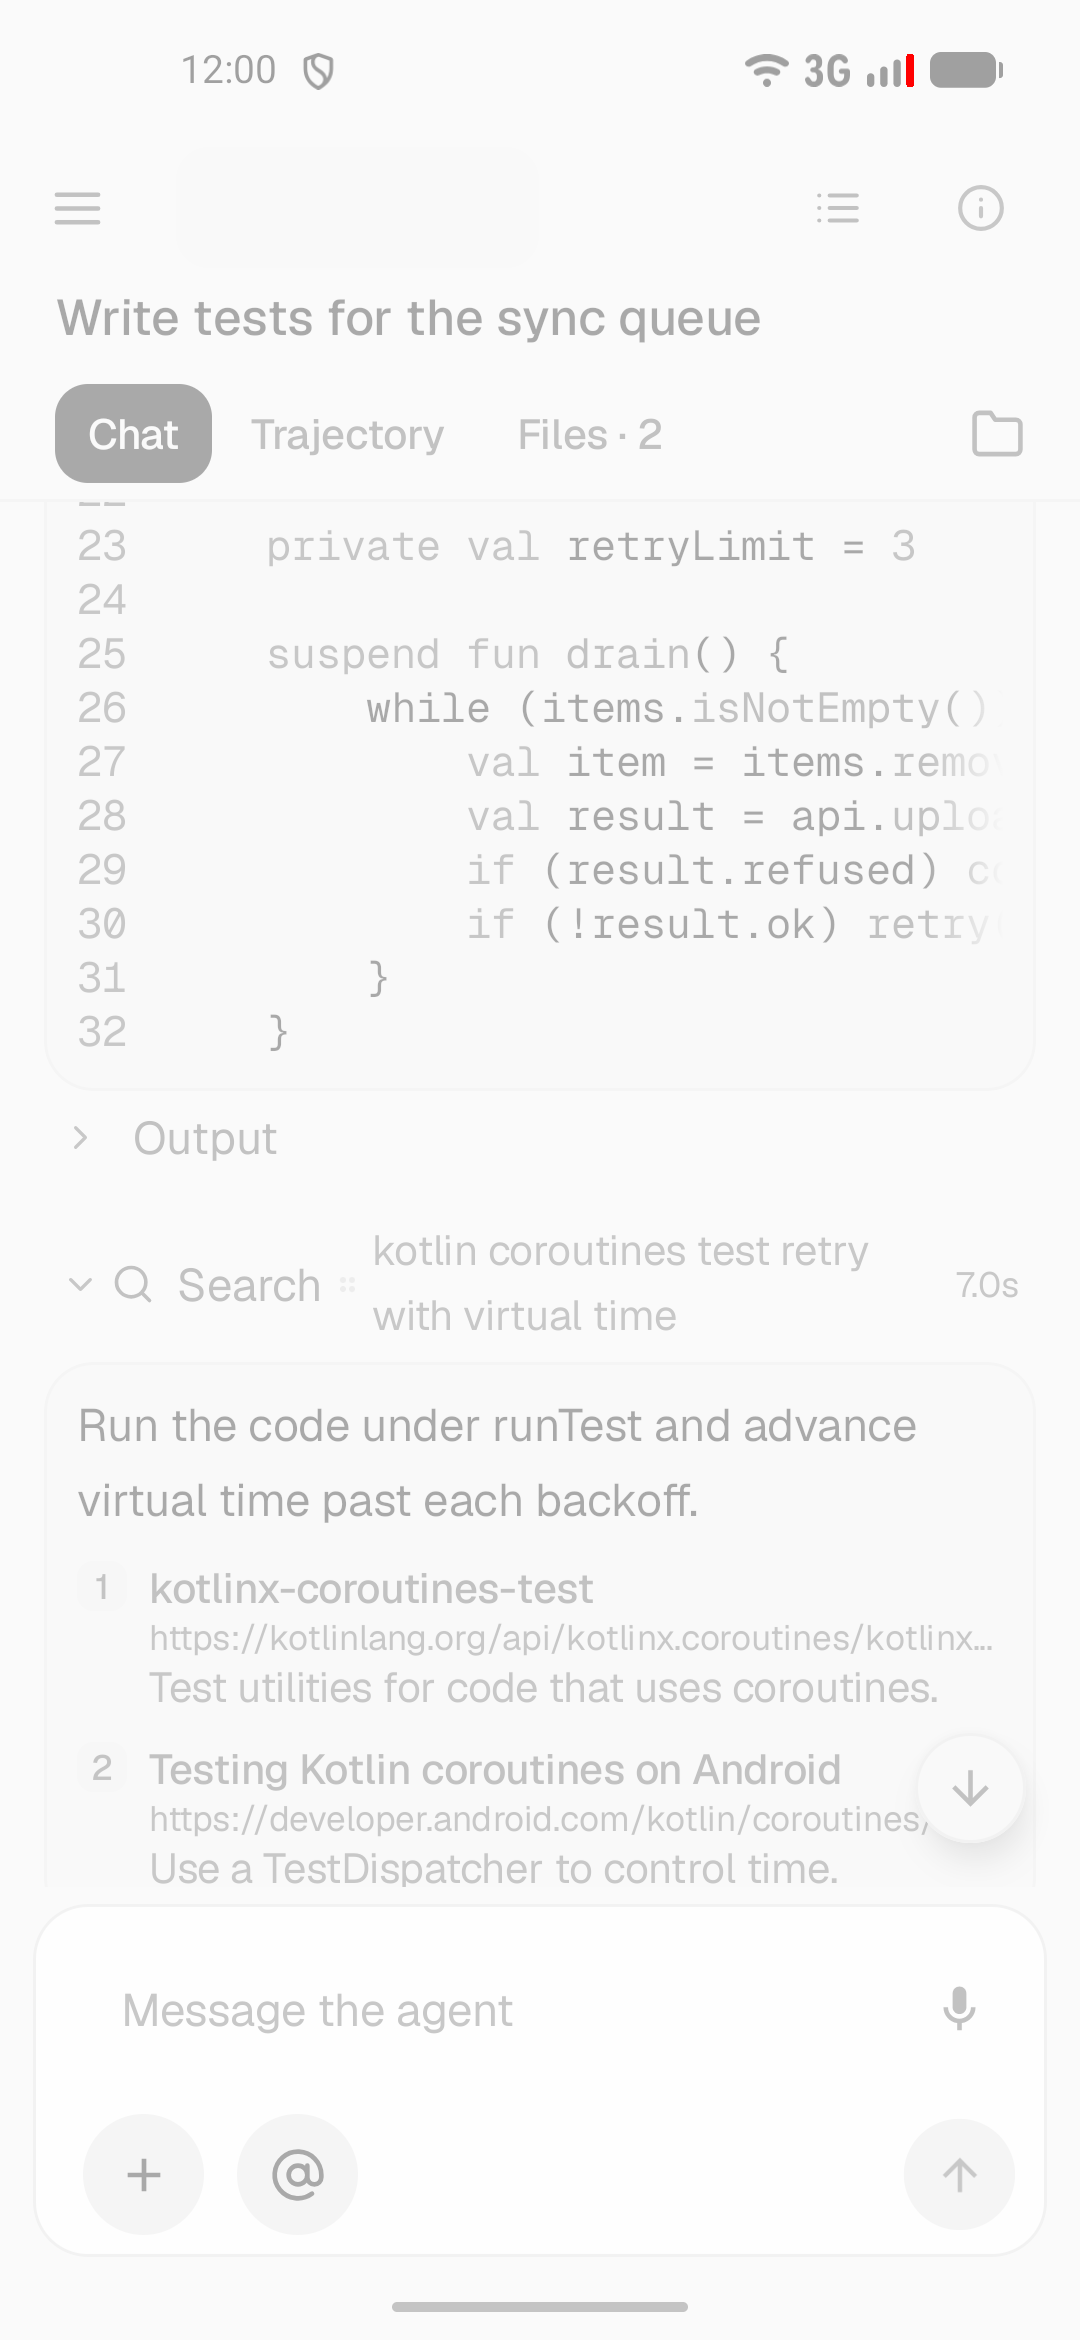 12:00
3G
Write tests for the sync queue
Chat
Trajectory
Files · 2
23 private val retryLimit = 3
24
25 suspend fun drain() {
26 while (items.isNotEmpty()
27 val item = items.remov
28 val result = api.uploa
29 if (result.refused) co
30 if (!result.ok) retry(
31 }
32 }
Output
Search
kotlin coroutines test retry
with virtual time
7.0s
Run the code under runTest and advance
virtual time past each backoff.
1 kotlinx-coroutines-test
https://kotlinlang.org/api/kotlinx.coroutines/kotlinx...
Test utilities for code that uses coroutines.
2 Testing Kotlin coroutines on Android
https://developer.android.com/kotlin/coroutines/
Use a TestDispatcher to control time.
Message the agent